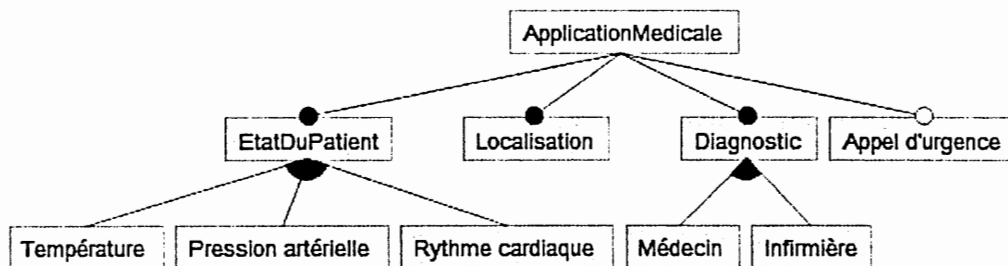 ApplicationMedicale
EtatDuPatient
Localisation
Diagnostic
Appel d'urgence
Température
Pression artérielle
Rythme cardiaque
Médecin
Infirmière